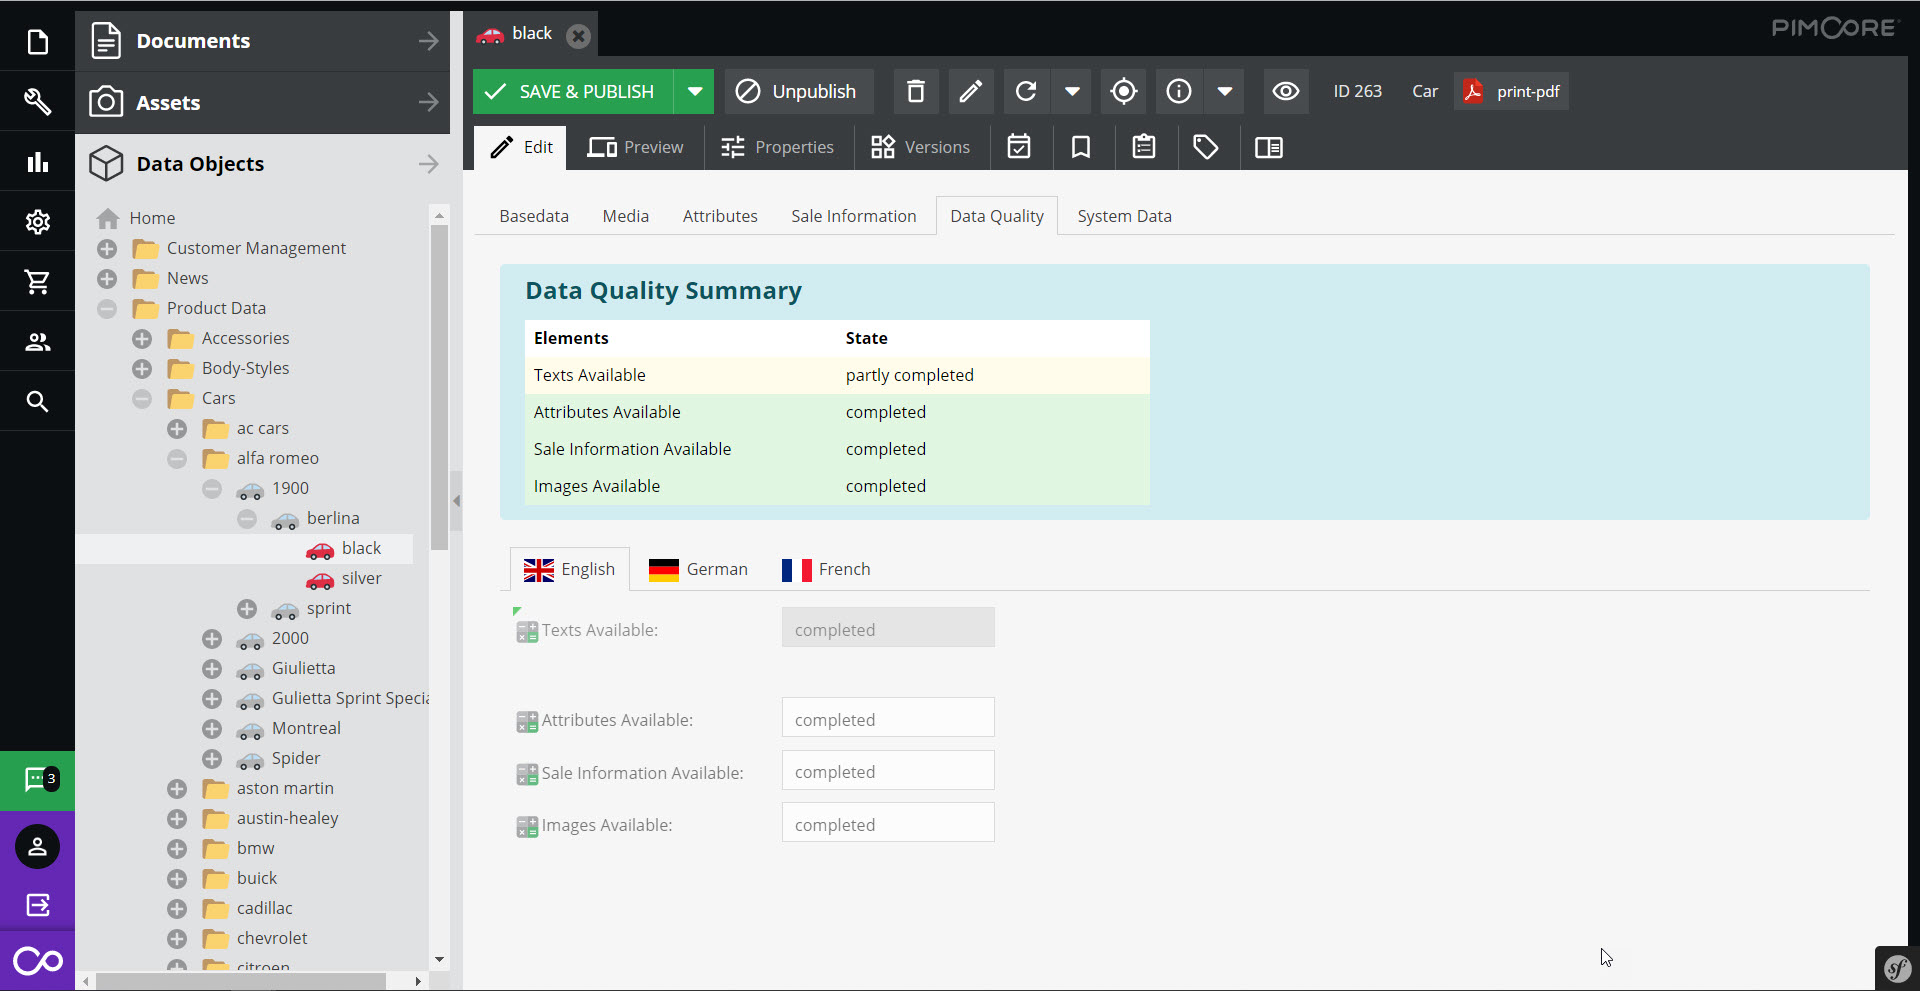 black
PIMCORE
Documents
Assets
Data Objects
Home
Customer Management
News
Product Data
Accessories
Body-Styles
Cars
ac cars
alfa romeo
1900
berlina
black
silver
sprint
2000
Giulietta
Gulietta Sprint Specia
Montreal
Spider
aston martin
austin-healey
bmw
buick
cadillac
chevrolet
citroen
3
SAVE & PUBLISH
Unpublish
ID 263
Car
print-pdf
Edit
Preview
Properties
Versions
Basedata
Media
Attributes
Sale Information
Data Quality
System Data
Data Quality Summary
Elements State
Texts Available partly completed
Attributes Available completed
Sale Information Available completed
Images Available completed
English
German
French
Texts Available: completed
Attributes Available: completed
Sale Information Available: completed
Images Available: completed
sf